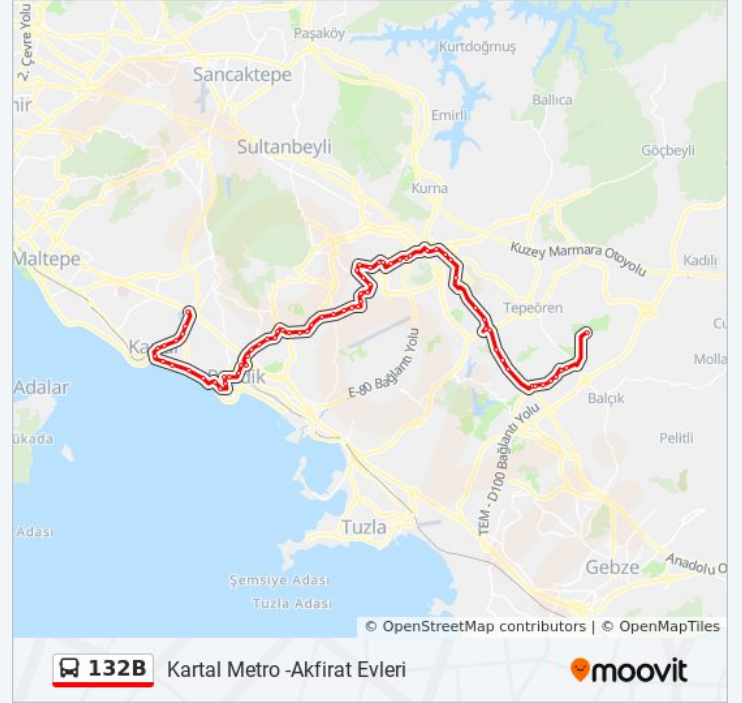 2. Çevre Yolu
Paşaköy
Kurtdoğmuş
Sancaktepe
Ballıca
Emirli
Sultanbeyli
Göçbeyli
Kurna
Maltepe
Kuzey Marmara Otoyolu
Kadılı
Tepeören
Kartal
Molla
Pendik
E-80 Bağlantı Yolu
Adalar
Balçık
Pelitli
TEM - D100 Bağlantı Yolu
Adası
Tuzla
Gebze
Anadolu O
Şemsiye Adası
Tuzla Adası
© OpenStreetMap contributors | © OpenMapTiles
132B Kartal Metro -Akfirat Evleri
moovit